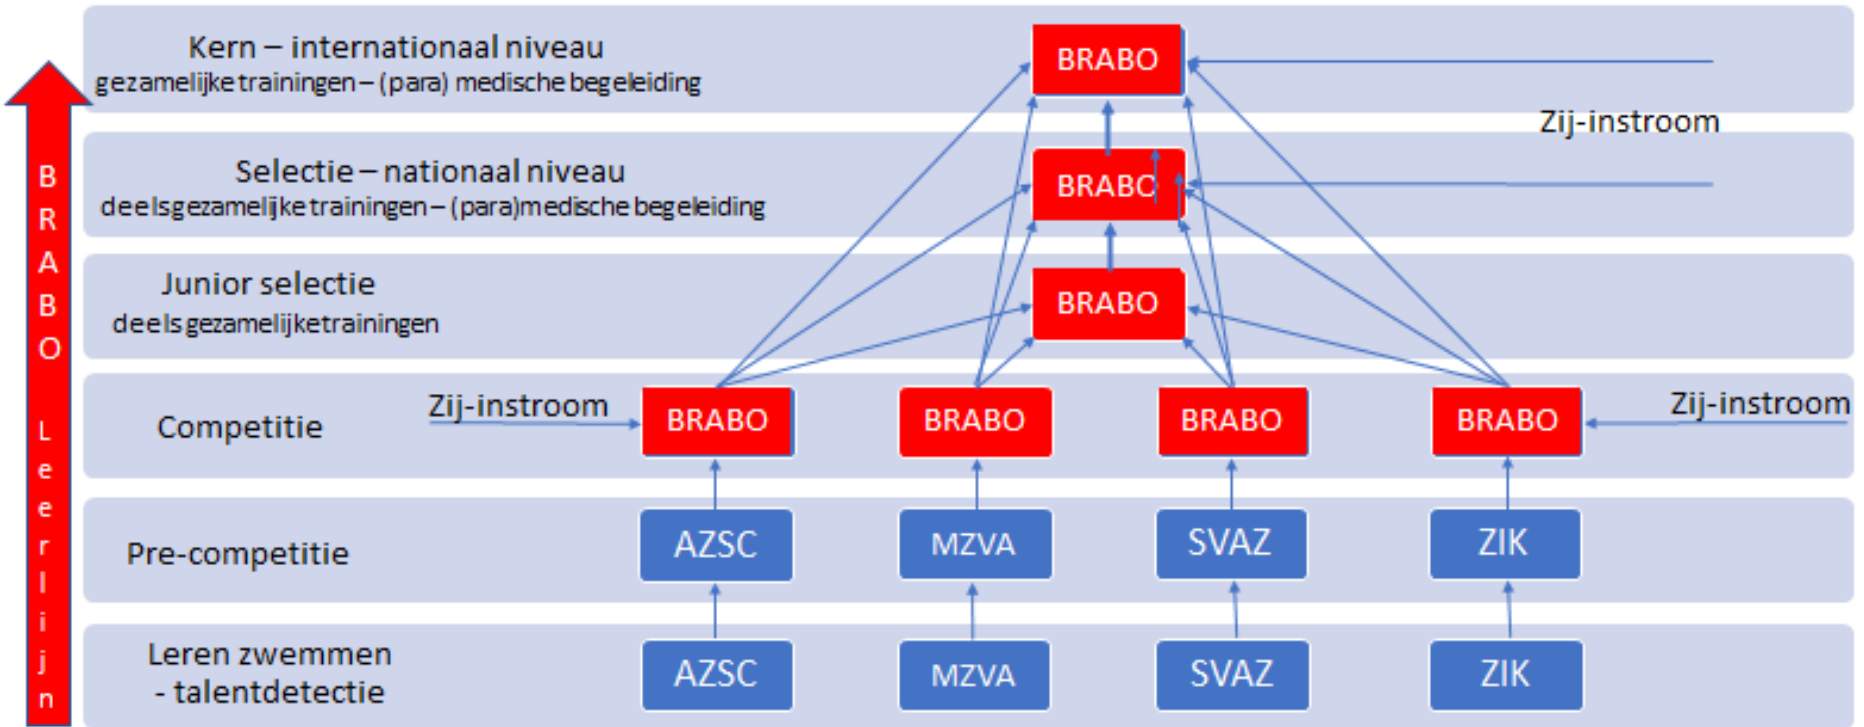 Kern – internationaal niveau
gezamelijke trainingen – (para) medische begeleiding
BRABO
Zij-instroom
Selectie – nationaal niveau
deels gezamelijke trainingen – (para)medische begeleiding
BRABO
Junior selectie
deels gezamelijke trainingen
BRABO
Competitie
Zij-instroom
BRABO
BRABO
BRABO
BRABO
Zij-instroom
Pre-competitie
AZSC
MZVA
SVAZ
ZIK
Leren zwemmen
- talentdetectie
AZSC
MZVA
SVAZ
ZIK
BRABO Leerlijn